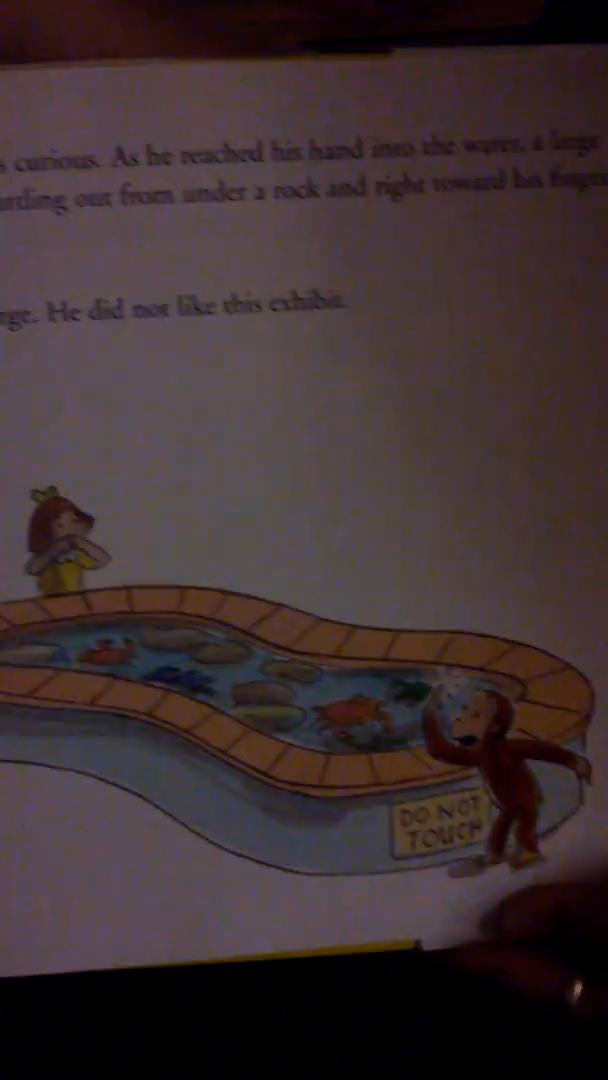 s curious. As he reached his hand into the water, a large
artling out from under a rock and right toward his finger
rge. He did not like this exhibit.
DO NOT
TOUCH